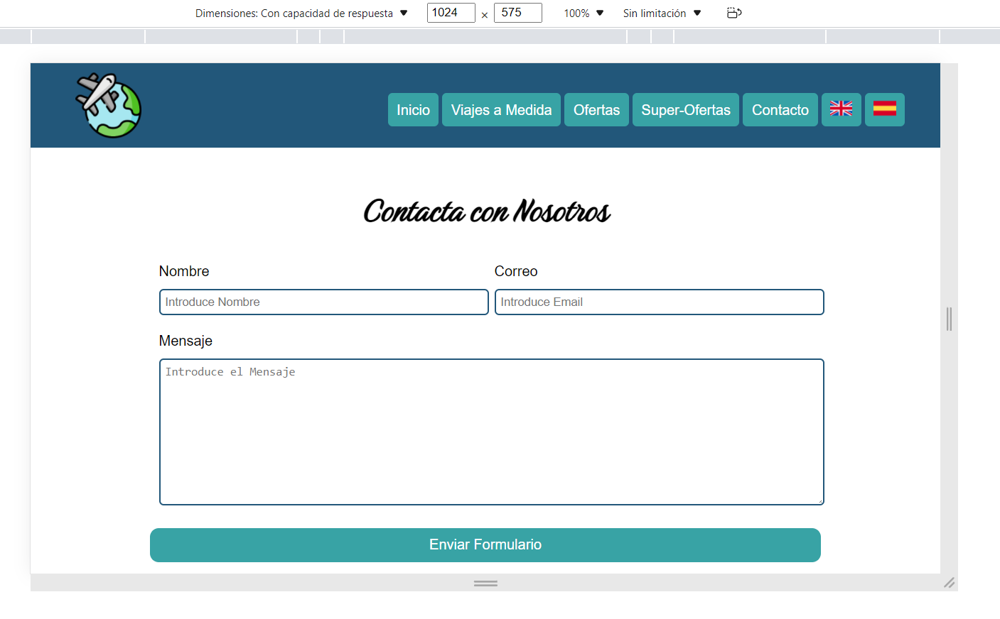 Dimensiones: Con capacidad de respuesta 1024 × 575 100% Sin limitación
Inicio Viajes a Medida Ofertas Super-Ofertas Contacto
Contacta con Nosotros
Nombre Correo
Introduce Nombre Introduce Email
Mensaje
Introduce el Mensaje
Enviar Formulario